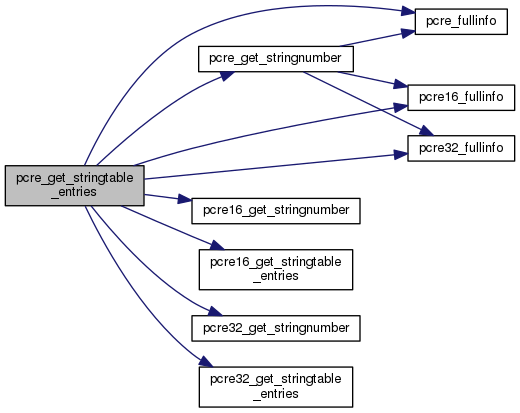 pcre_fullinfo
pcre_get_stringnumber
pcre16_fullinfo
pcre32_fullinfo
pcre_get_stringtable
_entries
pcre16_get_stringnumber
pcre16_get_stringtable
_entries
pcre32_get_stringnumber
pcre32_get_stringtable
_entries